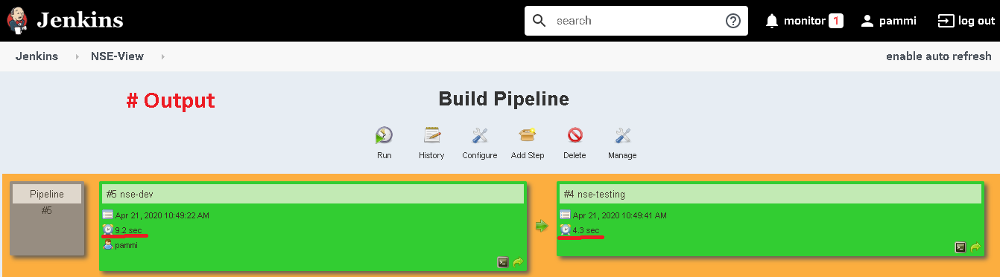 Jenkins
search
monitor 1
pammi
log out
Jenkins
NSE-View
enable auto refresh
# Output
Build Pipeline
Run
History
Configure
Add Step
Delete
Manage
Pipeline
#5
#5 nse-dev
Apr 21, 2020 10:49:22 AM
9.2 sec
pammi
#4 nse-testing
Apr 21, 2020 10:49:41 AM
4.3 sec